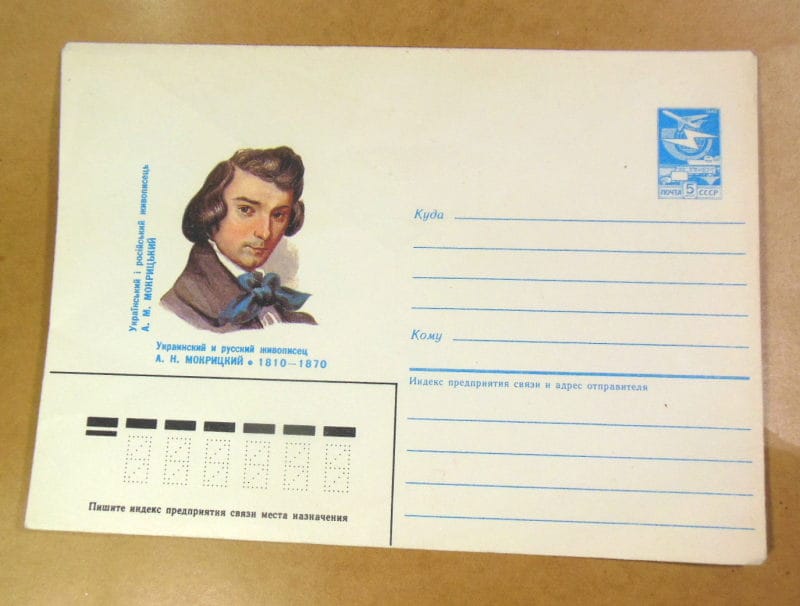 Український і російський живописець
А. М. МОКРИЦЬКИЙ
Украинский и русский живописец
А. Н. МОКРИЦКИЙ • 1810—1870
ПОЧТА 5 СССР
Куда
Кому
Индекс предприятия связи и адрес отправителя
Пишите индекс предприятия связи места назначения